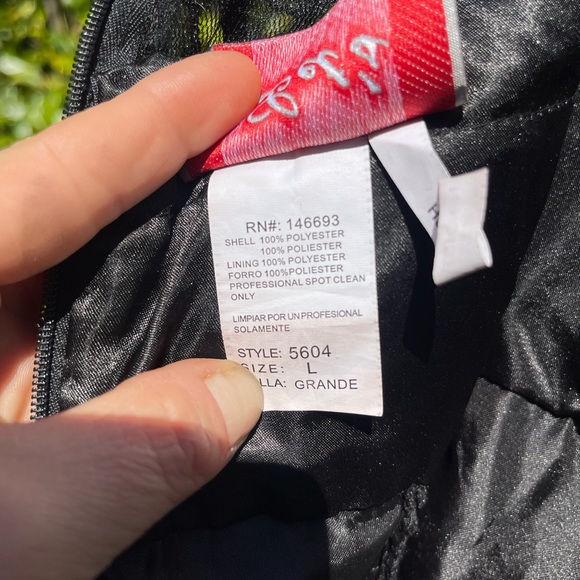 RN#: 146693
SHELL 100% POLYESTER
100% POLIESTER
LINING 100% POLYESTER
FORRO 100%POLIESTER
PROFESSIONAL SPOT CLEAN
ONLY
LIMPIAR POR UN PROFESIONAL
SOLAMENTE
STYLE: 5604
SIZE: L
GRANDE